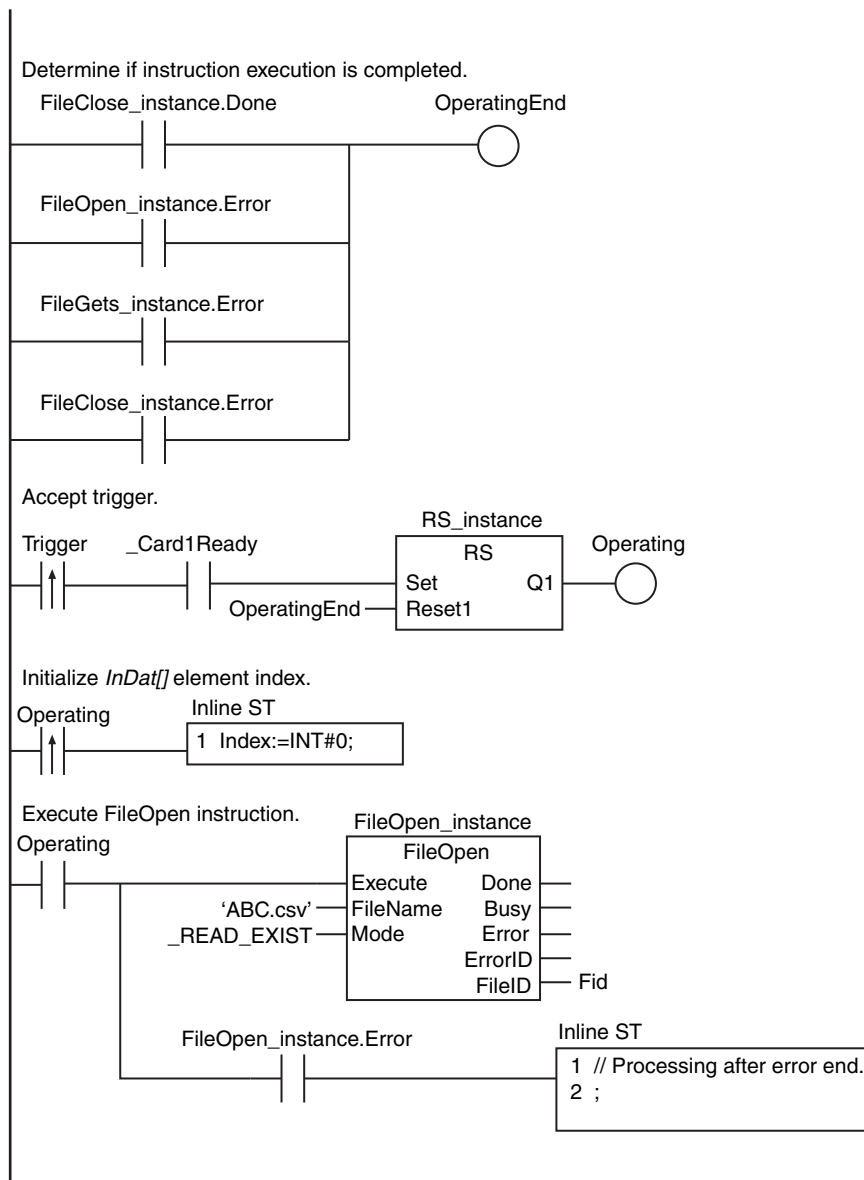 Determine if instruction execution is completed.
FileClose_instance.Done
OperatingEnd
FileOpen_instance.Error
FileGets_instance.Error
FileClose_instance.Error
Accept trigger.
RS_instance
Trigger
_Card1Ready
RS
Operating
Set
Q1
OperatingEnd
Reset1
Initialize InDat[] element index.
Operating
Inline ST
1 Index:=INT#0;
Execute FileOpen instruction.
FileOpen_instance
Operating
FileOpen
Execute
Done
‘ABC.csv’
FileName
Busy
_READ_EXIST
Mode
Error
ErrorID
FileID
Fid
FileOpen_instance.Error
Inline ST
1 // Processing after error end.
2 ;